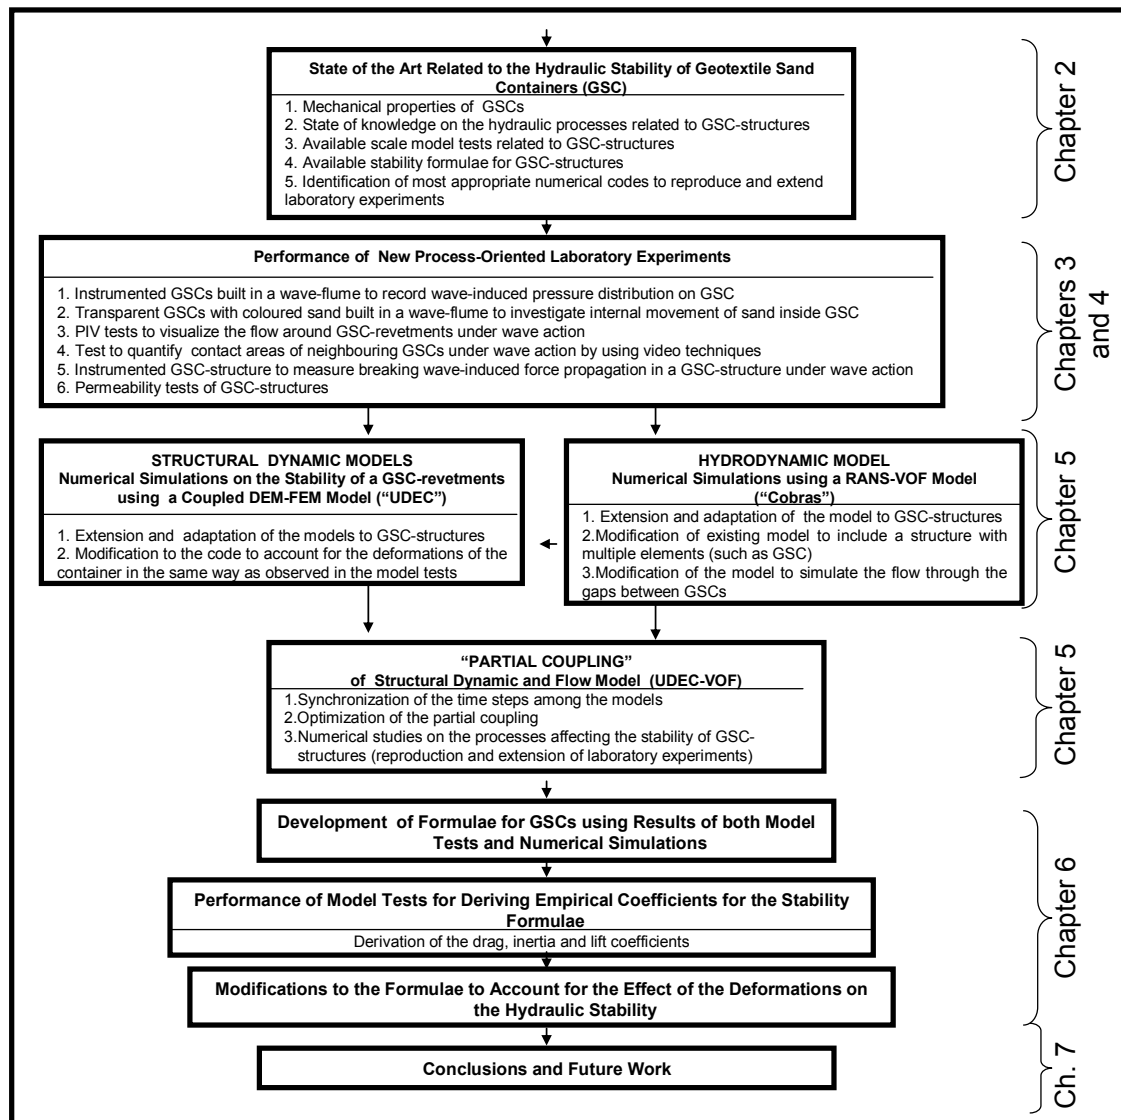 State of the Art Related to the Hydraulic Stability of Geotextile Sand
Containers (GSC)
1. Mechanical properties of GSCs
2. State of knowledge on the hydraulic processes related to GSC-structures
3. Available scale model tests related to GSC-structures
4. Available stability formulae for GSC-structures
5. Identification of most appropriate numerical codes to reproduce and extend
laboratory experiments
Chapter 2
Performance of New Process-Oriented Laboratory Experiments
1. Instrumented GSCs built in a wave-flume to record wave-induced pressure distribution on GSC
2. Transparent GSCs with coloured sand built in a wave-flume to investigate internal movement of sand inside GSC
3. PIV tests to visualize the flow around GSC-revetments under wave action
4. Test to quantify contact areas of neighbouring GSCs under wave action by using video techniques
5. Instrumented GSC-structure to measure breaking wave-induced force propagation in a GSC-structure under wave action
6. Permeability tests of GSC-structures
Chapters 3
and 4
STRUCTURAL DYNAMIC MODELS
Numerical Simulations on the Stability of a GSC-revetments
using a Coupled DEM-FEM Model ("UDEC")
1. Extension and adaptation of the models to GSC-structures
2. Modification to the code to account for the deformations of the
container in the same way as observed in the model tests
HYDRODYNAMIC MODEL
Numerical Simulations using a RANS-VOF Model
("Cobras")
1. Extension and adaptation of the model to GSC-structures
2.Modification of existing model to include a structure with
multiple elements (such as GSC)
3.Modification of the model to simulate the flow through the
gaps between GSCs
Chapter 5
“PARTIAL COUPLING”
of Structural Dynamic and Flow Model (UDEC-VOF)
1.Synchronization of the time steps among the models
2.Optimization of the partial coupling
3.Numerical studies on the processes affecting the stability of GSC-
structures (reproduction and extension of laboratory experiments)
Chapter 5
Development of Formulae for GSCs using Results of both Model
Tests and Numerical Simulations
Performance of Model Tests for Deriving Empirical Coefficients for the Stability
Formulae
Derivation of the drag, inertia and lift coefficients
Modifications to the Formulae to Account for the Effect of the Deformations on
the Hydraulic Stability
Chapter 6
Conclusions and Future Work
Ch. 7